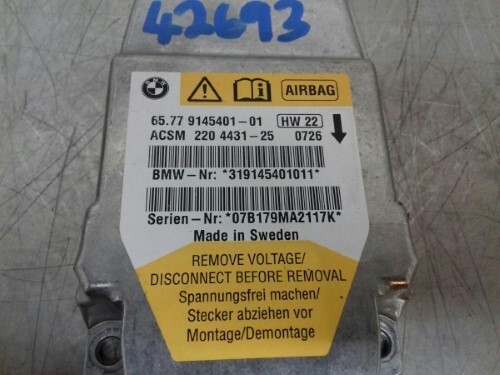 42693
BMW AIRBAG
65.77 9145401-01 HW 22
ACSM 220 4431-25 0726
BMW-Nr: *319145401011*
Serien-Nr: *07B179MA2117K*
Made in Sweden
REMOVE VOLTAGE/
DISCONNECT BEFORE REMOVAL
Spannungsfrei machen/
Stecker abziehen vor
Montage/Demontage